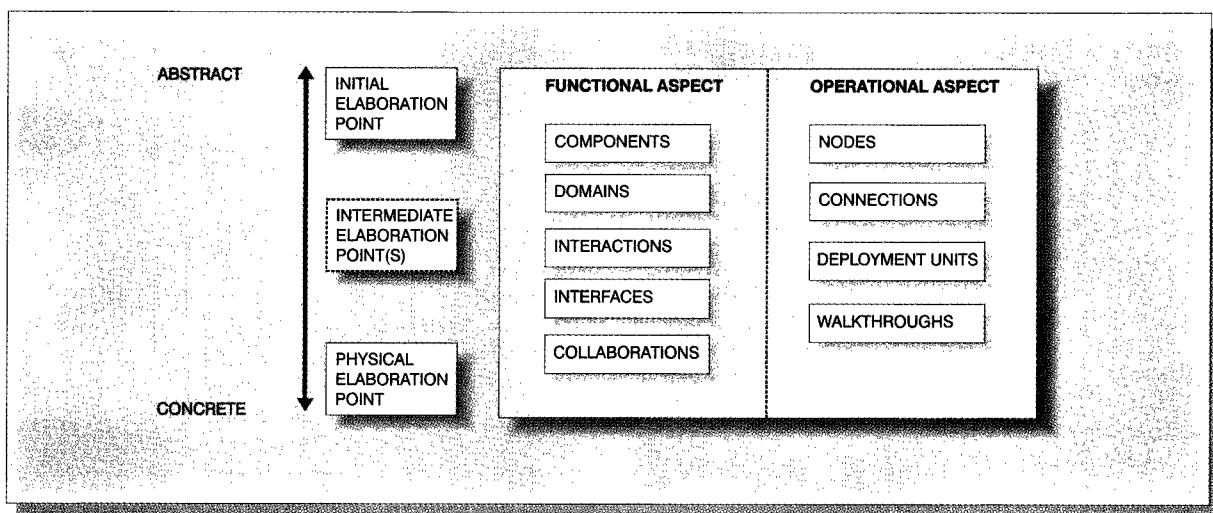 ABSTRACT
INITIAL
ELABORATION
POINT
INTERMEDIATE
ELABORATION
POINT(S)
PHYSICAL
ELABORATION
POINT
CONCRETE
FUNCTIONAL ASPECT
COMPONENTS
DOMAINS
INTERACTIONS
INTERFACES
COLLABORATIONS
OPERATIONAL ASPECT
NODES
CONNECTIONS
DEPLOYMENT UNITS
WALKTHROUGHS